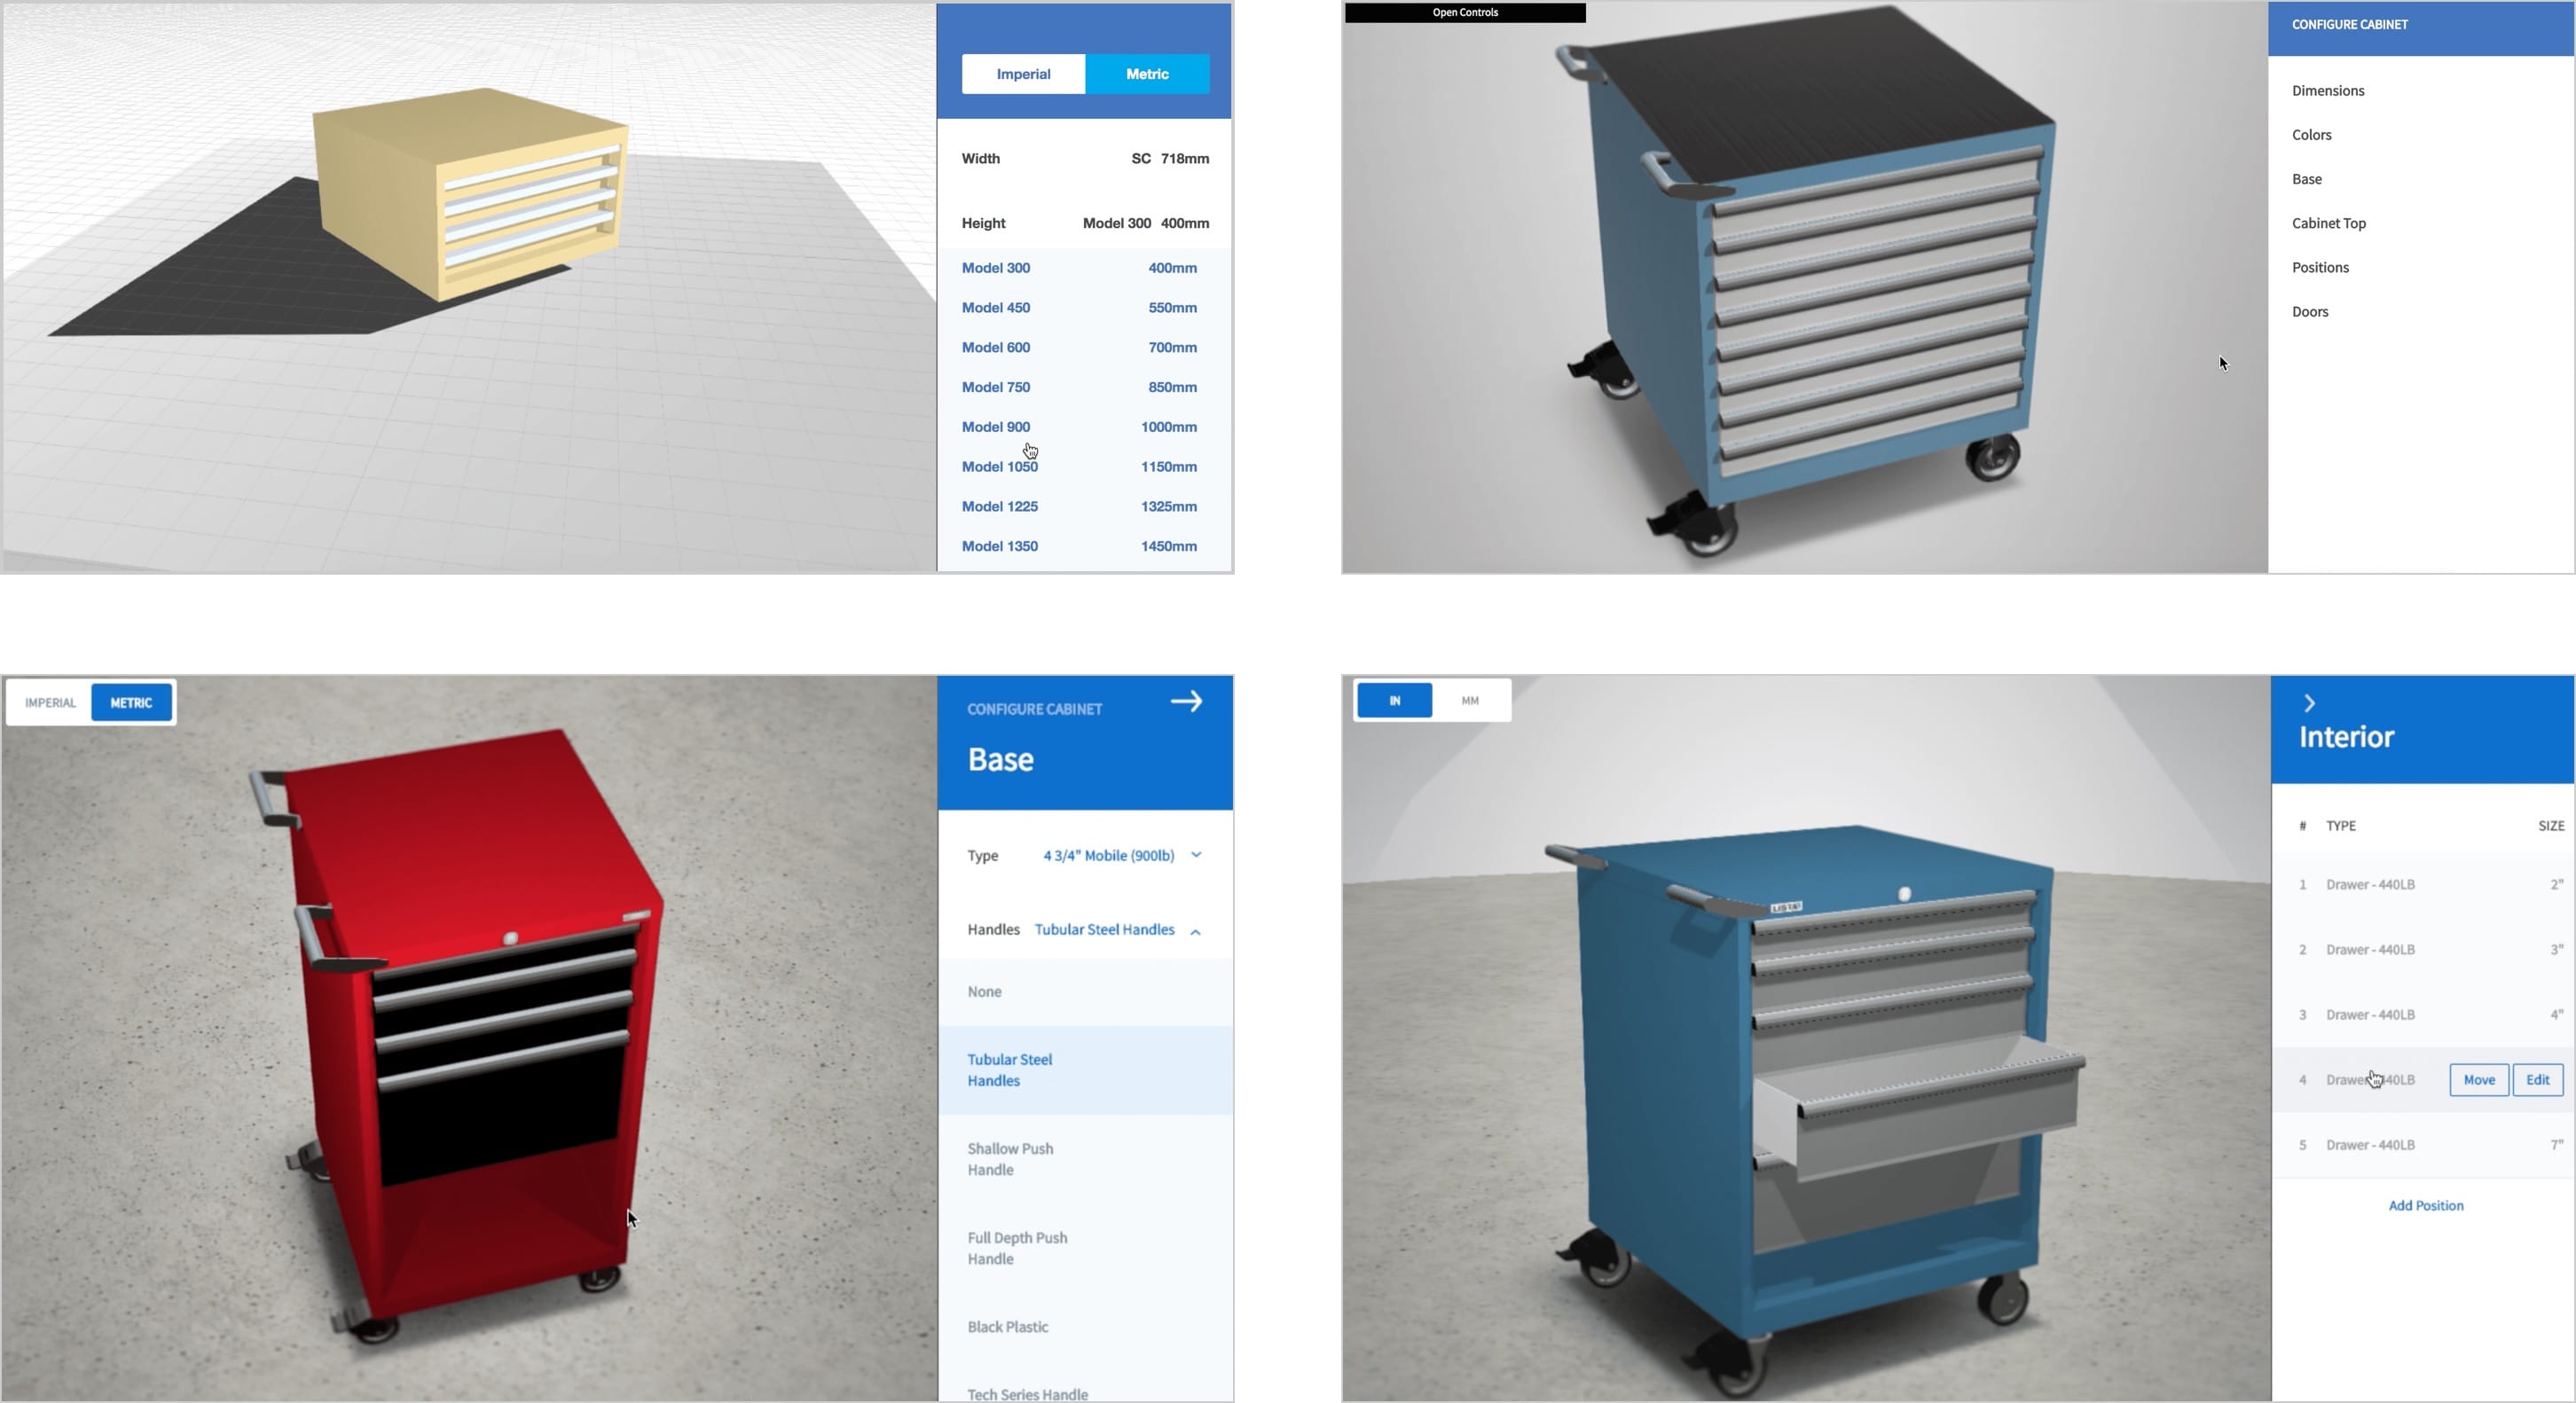 Imperial Metric
Width SC 718mm
Height Model 300 400mm
Model 300 400mm
Model 450 550mm
Model 600 700mm
Model 750 850mm
Model 900 1000mm
Model 1050 1150mm
Model 1225 1325mm
Model 1350 1450mm
Open Controls
CONFIGURE CABINET
Dimensions
Colors
Base
Cabinet Top
Positions
Doors
IMPERIAL METRIC
CONFIGURE CABINET
Base
Type 4 3/4" Mobile (900lb)
Handles Tubular Steel Handles
None
Tubular Steel
Handles
Shallow Push
Handle
Full Depth Push
Handle
Black Plastic
Tech Series Handle
IN MM
LISTA
Interior
# TYPE SIZE
1 Drawer - 440LB 2"
2 Drawer - 440LB 3"
3 Drawer - 440LB 4"
4 Drawer 440LB Move Edit
5 Drawer - 440LB 7"
Add Position